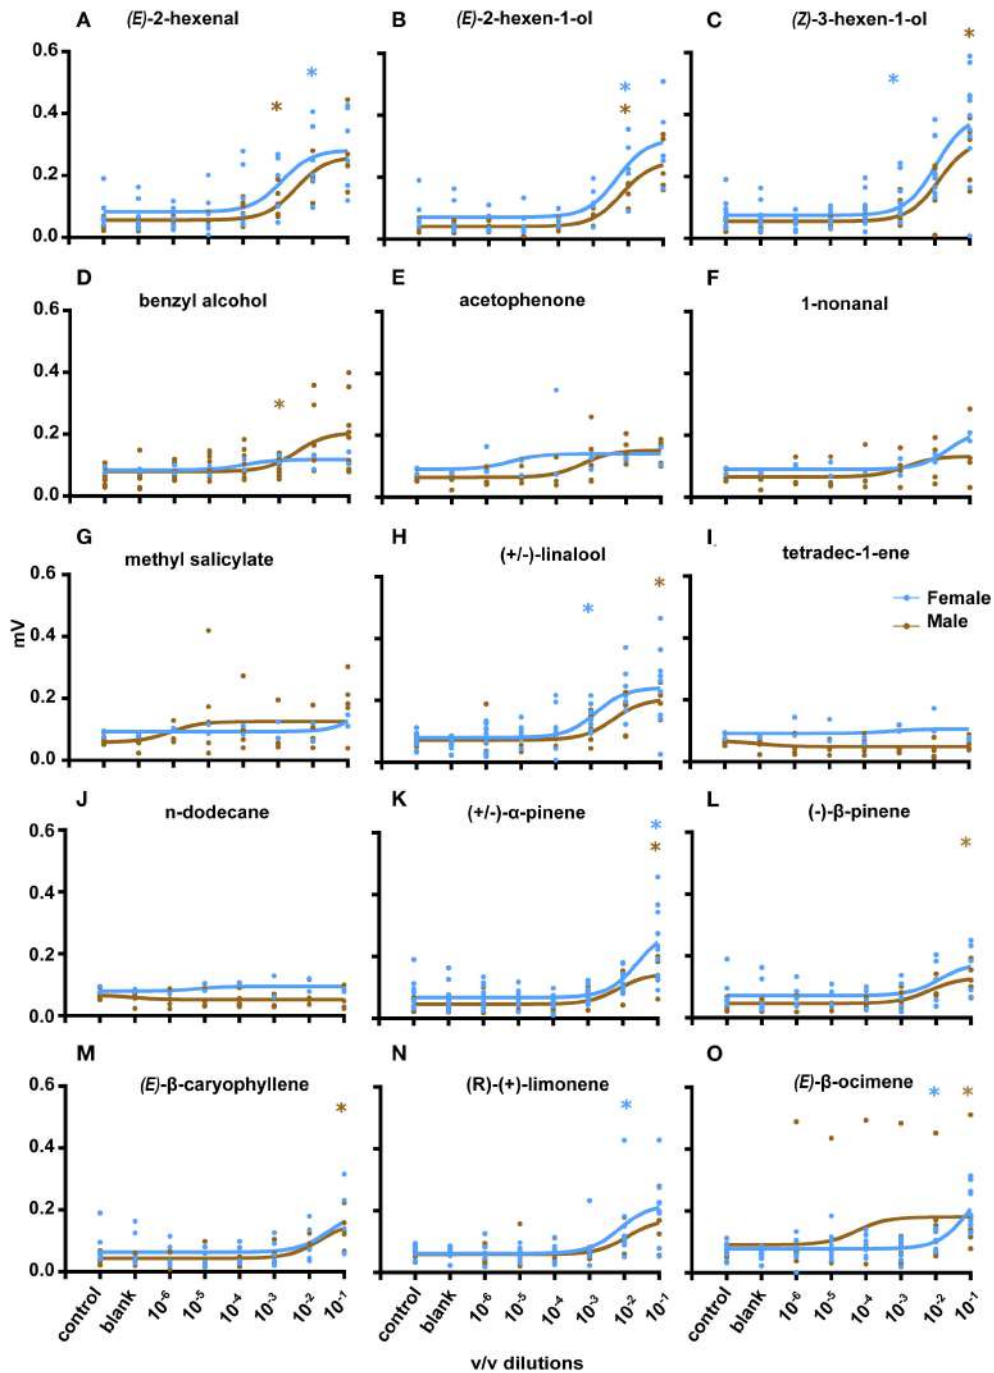 A (E)-2-hexenal
B (E)-2-hexen-1-ol
C (Z)-3-hexen-1-ol
0.6
0.4
0.2
0.0
*
*
*
*
*
*
D benzyl alcohol
E acetophenone
F 1-nonanal
0.6
0.4
0.2
0.0
*
G methyl salicylate
H (+/-)-linalool
I. tetradec-1-ene
mV
0.6
0.4
0.2
0.0
*
*
Female
Male
J n-dodecane
K (+/-)-α-pinene
L (-)-β-pinene
0.6
0.4
0.2
0.0
*
*
*
M (E)-β-caryophyllene
N (R)-(+)-limonene
O (E)-β-ocimene
0.6
0.4
0.2
0.0
*
*
*
*
control blank 10⁻⁶ 10⁻⁵ 10⁻⁴ 10⁻³ 10⁻² 10⁻¹
control blank 10⁻⁶ 10⁻⁵ 10⁻⁴ 10⁻³ 10⁻² 10⁻¹
control blank 10⁻⁶ 10⁻⁵ 10⁻⁴ 10⁻³ 10⁻² 10⁻¹
v/v dilutions